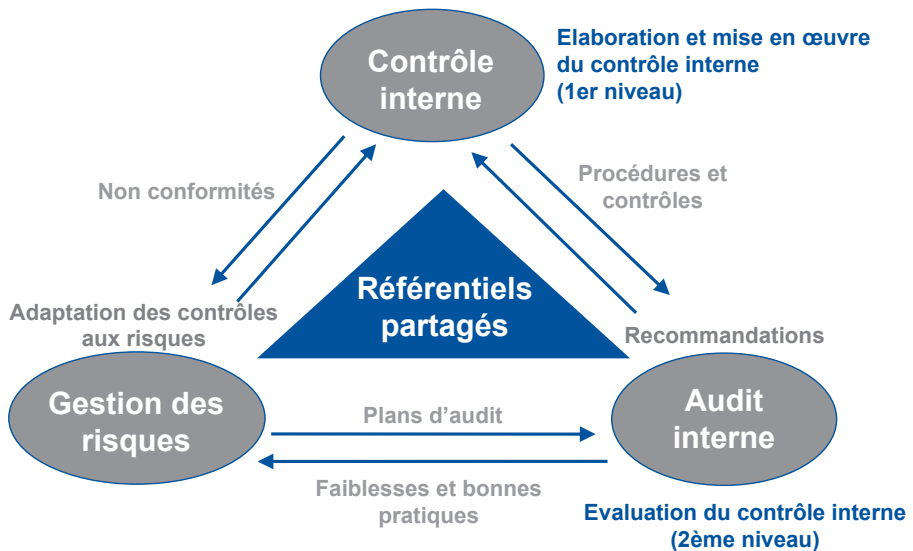 Contrôle
interne
Elaboration et mise en œuvre
du contrôle interne
(1er niveau)
Non conformités
Procédures et
contrôles
Référentiels
partagés
Adaptation des contrôles
aux risques
Recommandations
Gestion des
risques
Plans d’audit
Audit
interne
Faiblesses et bonnes
pratiques
Evaluation du contrôle interne
(2ème niveau)